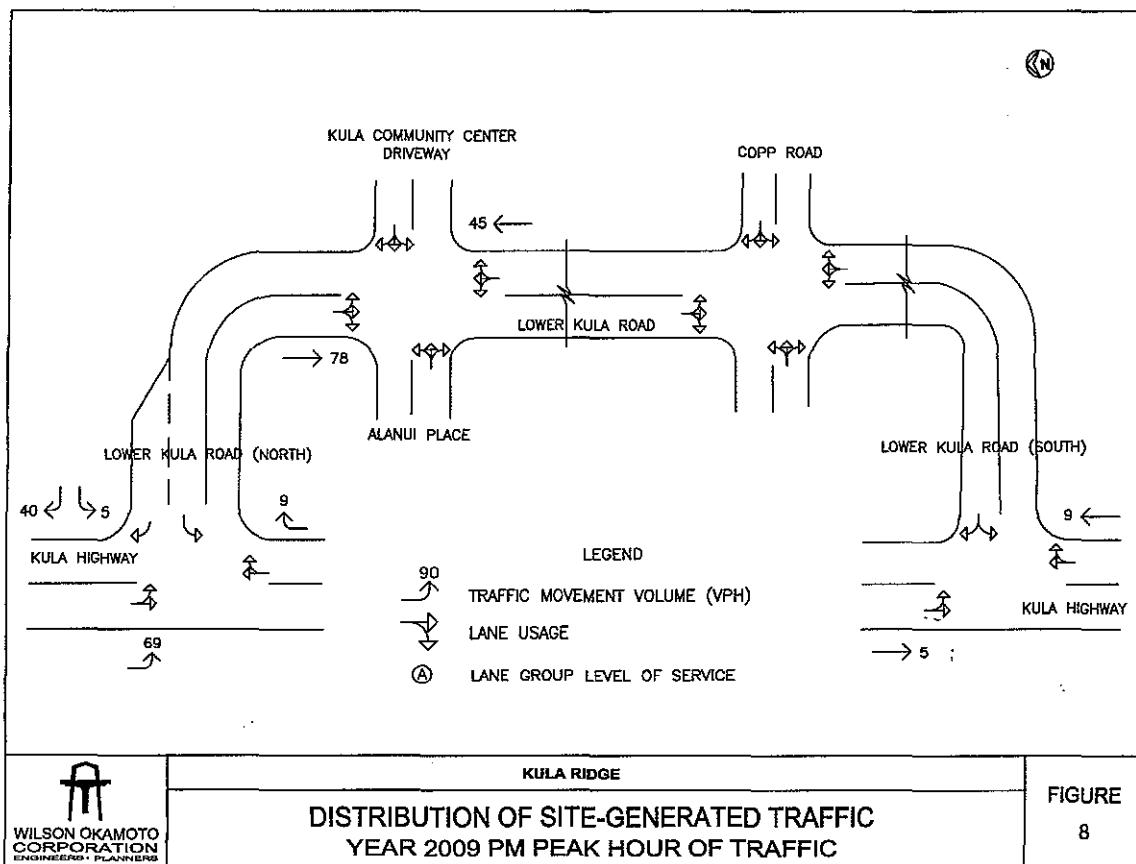 N
KULA COMMUNITY CENTER
DRIVEWAY
COPP ROAD
45
LOWER KULA ROAD
78
ALANUI PLACE
LOWER KULA ROAD (NORTH)
LOWER KULA ROAD (SOUTH)
40
5
9
9
KULA HIGHWAY
LEGEND
90
TRAFFIC MOVEMENT VOLUME (VPH)
KULA HIGHWAY
LANE USAGE
69
5
A
LANE GROUP LEVEL OF SERVICE
WILSON OKAMOTO
CORPORATION
ENGINEERS • PLANNERS
KULA RIDGE
DISTRIBUTION OF SITE-GENERATED TRAFFIC
YEAR 2009 PM PEAK HOUR OF TRAFFIC
FIGURE
8